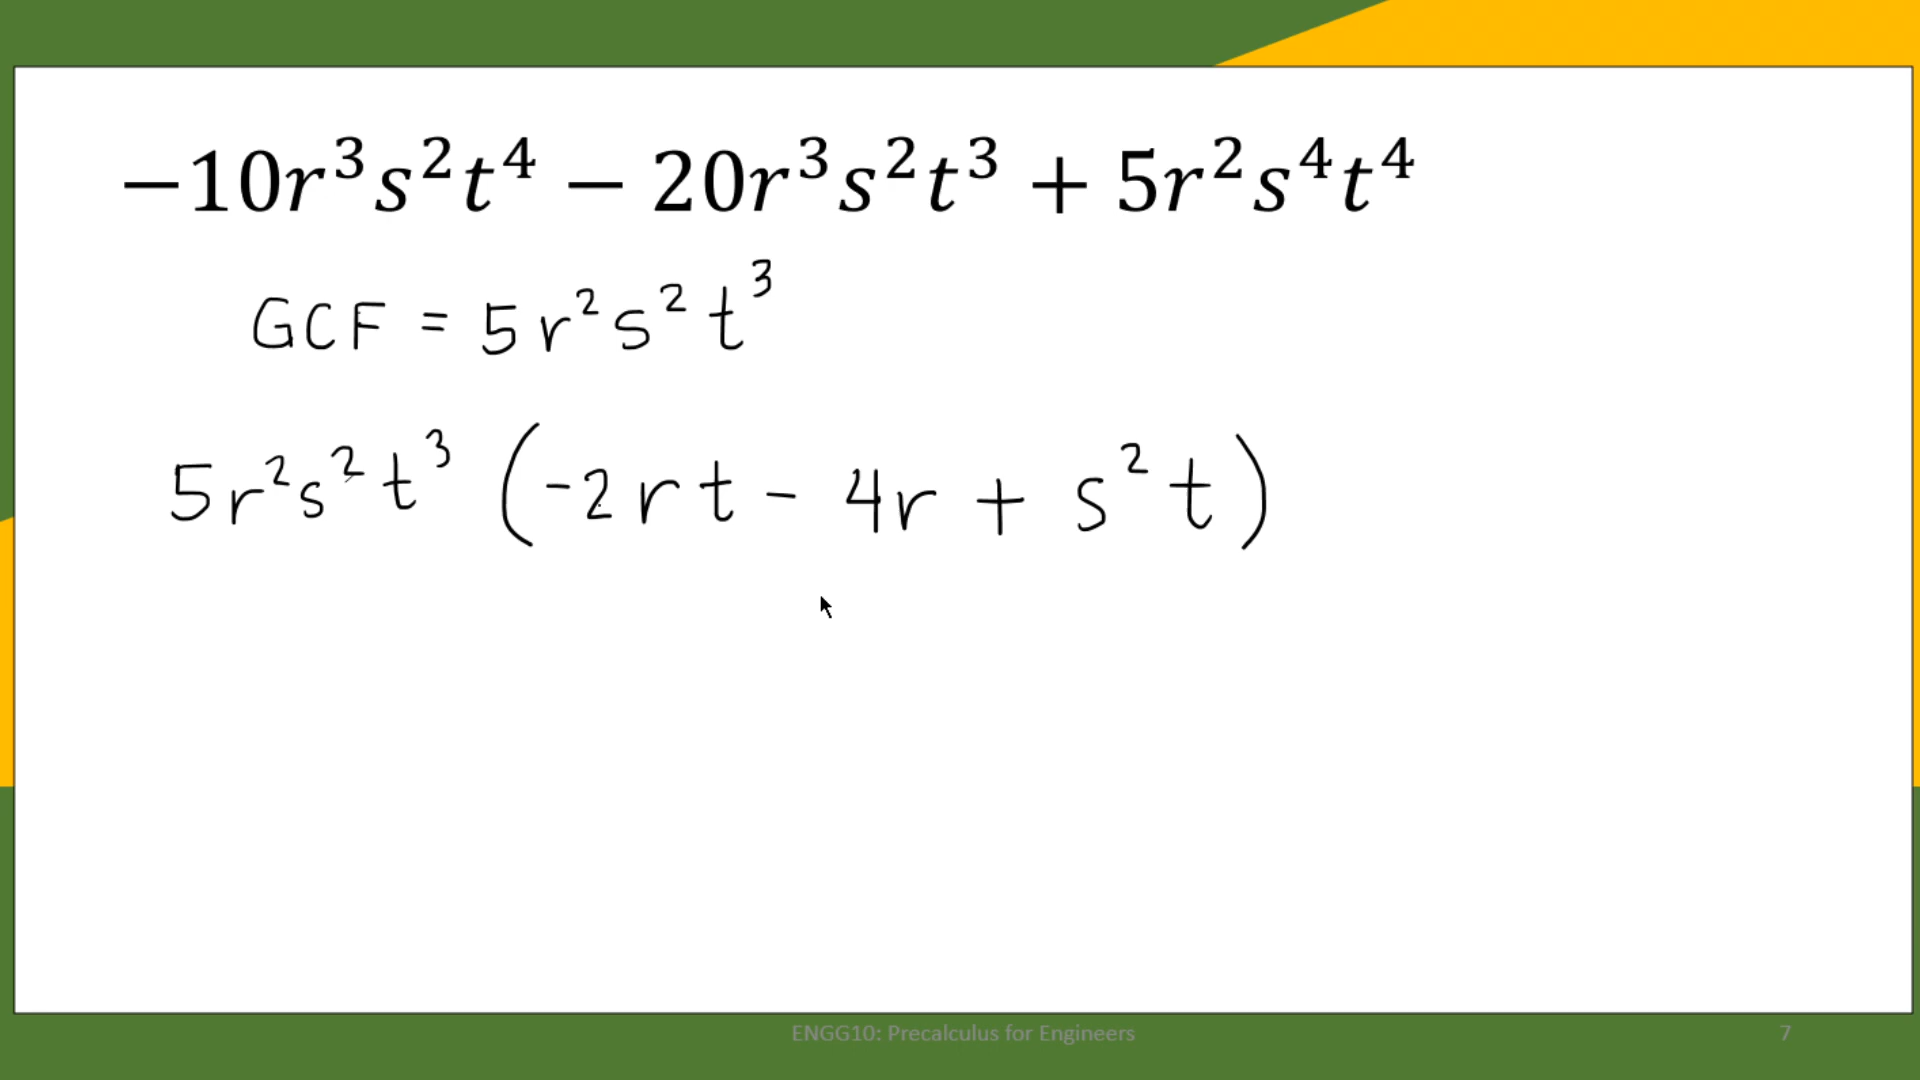 −10r³s²t⁴ − 20r³s²t³ + 5r²s⁴t⁴
GCF = 5r²s²t³
5r²s²t³ (-2rt - 4r + s²t)
ENGG10: Precalculus for Engineers
7